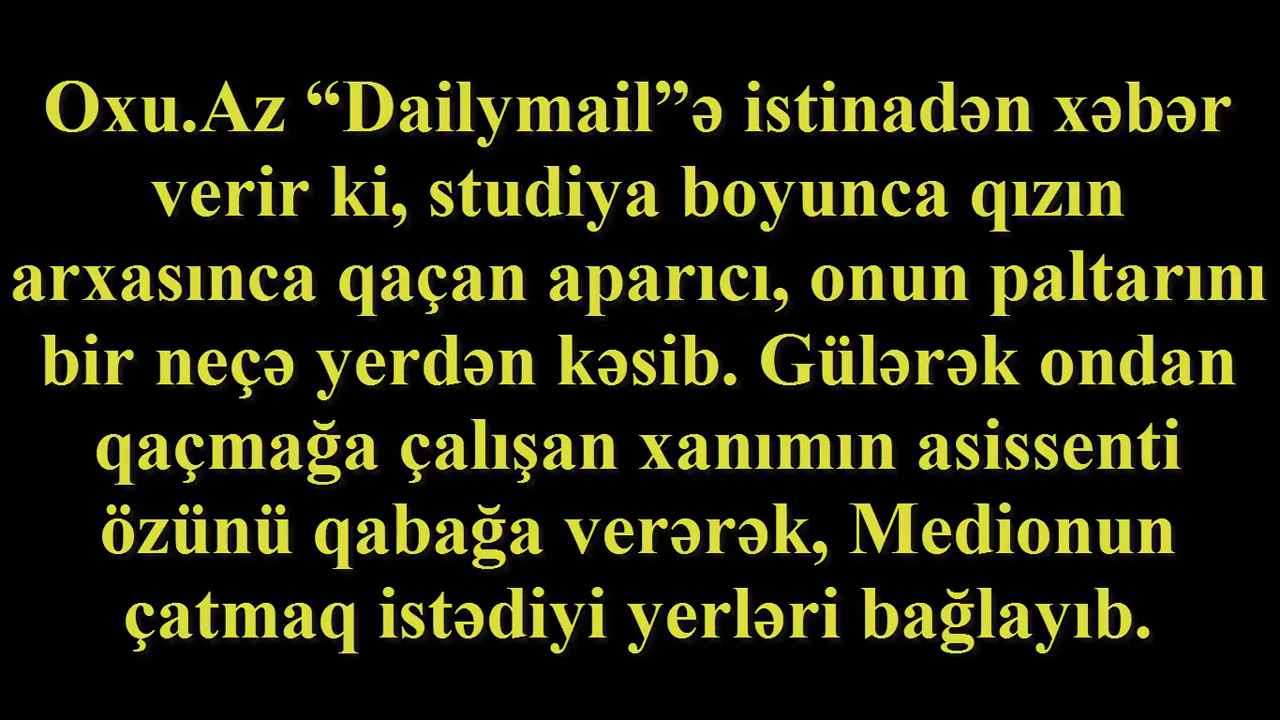 Oxu.Az “Dailymail”ə istinadən xəbər
verir ki, studiya boyunca qızın
arxasınca qaçan aparıcı, onun paltarını
bir neçə yerdən kəsib. Gülərək ondan
qaçmağa çalışan xanımın asissenti
özünü qabağa verərək, Medionun
çatmaq istədiyi yerləri bağlayıb.